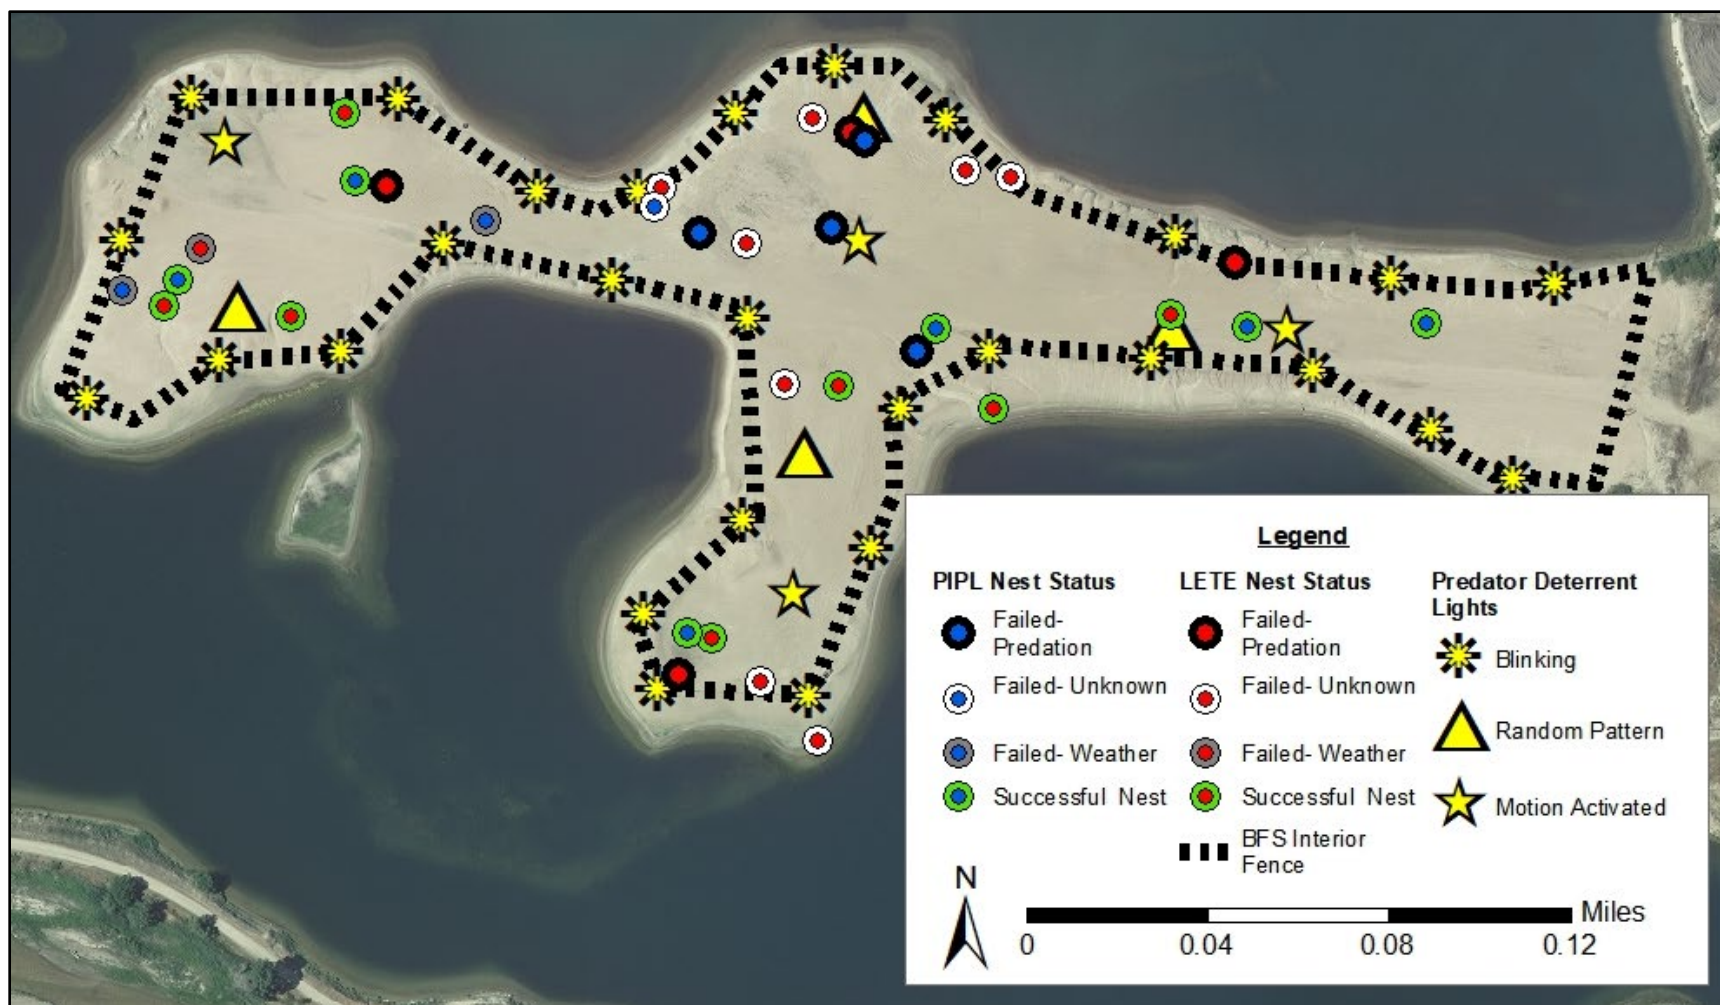 Legend
PIPL Nest Status
Failed-
Predation
Failed- Unknown
Failed- Weather
Successful Nest
LETE Nest Status
Failed-
Predation
Failed- Unknown
Failed- Weather
Successful Nest
BFS Interior
Fence
Predator Deterrent
Lights
Blinking
Random Pattern
Motion Activated
N
Miles
0 0.04 0.08 0.12